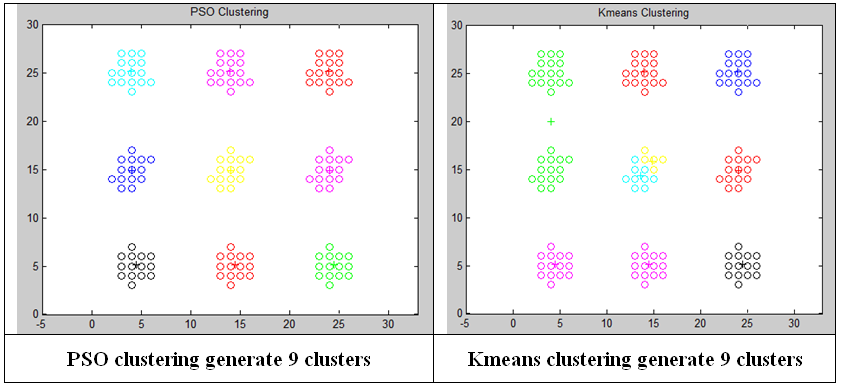 PSO Clustering
30
25
20
15
10
5
0
-5 0 5 10 15 20 25 30
Kmeans Clustering
30
25
20
15
10
5
0
-5 0 5 10 15 20 25 30
PSO clustering generate 9 clusters
Kmeans clustering generate 9 clusters